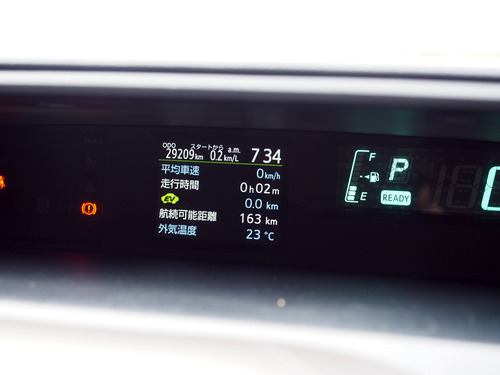 ODO スタートから a.m.
29209km 0.2km/L 7 34
平均車速 0km/h
走行時間 0h02m
EV 0.0 km
航続可能距離 163 km
外気温度 23 ℃
F
P
E READY
0